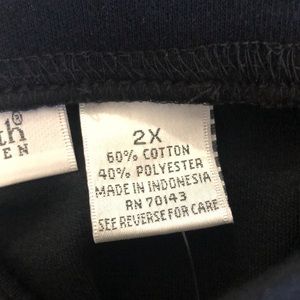 2X
60% COTTON
40% POLYESTER
MADE IN INDONESIA
RN 70143
SEE REVERSE FOR CARE